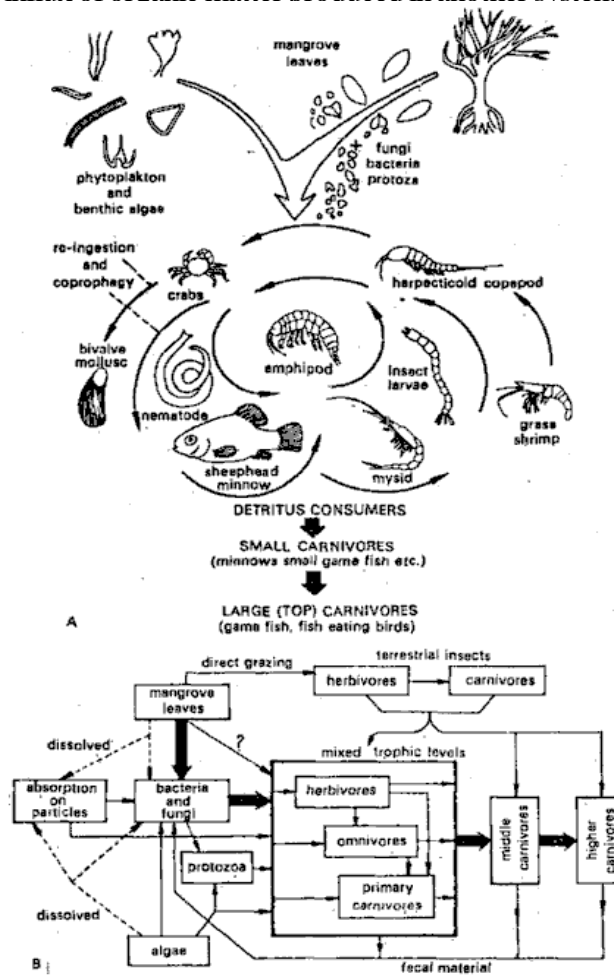 mangrove
leaves
fungi
bacteria
protoza
phytoplakton
and
benthic algae
re-ingestion
and
coprophagy
crabs
harpecticoid copepod
bivalve
mollusc
amphipod
insect
larvae
nematode
grass
shrimp
sheephead
minnow
mysid
DETRITUS CONSUMERS
SMALL CARNIVORES
(minnows small game fish etc.)
LARGE (TOP) CARNIVORES
(game fish, fish eating birds)
A
direct grazing
terrestrial insects
herbivores
carnivores
mangrove
leaves
?
dissolved
mixed trophic levels
absorption
on
particles
bacteria
and
fungi
herbivores
omnivores
primary
carnivores
protozoa
middle
carnivores
higher
carnivores
dissolved
algae
fecal material
B